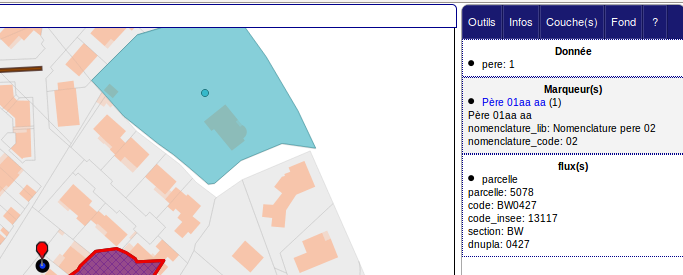 Outils Infos Couche(s) Fond ?
Donnée
pere: 1
Marqueur(s)
Père 01aa aa (1)
Père 01aa aa
nomenclature_lib: Nomenclature pere 02
nomenclature_code: 02
flux(s)
parcelle
parcelle: 5078
code: BW0427
code_insee: 13117
section: BW
dnupla: 0427